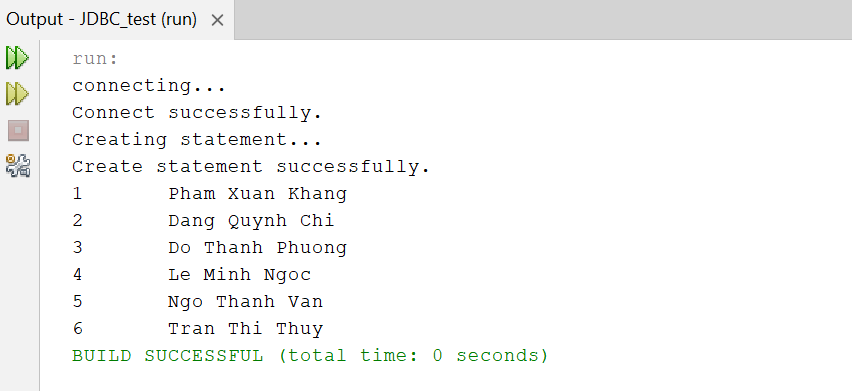 Output - JDBC_test (run)
run:
connecting...
Connect successfully.
Creating statement...
Create statement successfully.
1 Pham Xuan Khang
2 Dang Quynh Chi
3 Do Thanh Phuong
4 Le Minh Ngoc
5 Ngo Thanh Van
6 Tran Thi Thuy
BUILD SUCCESSFUL (total time: 0 seconds)